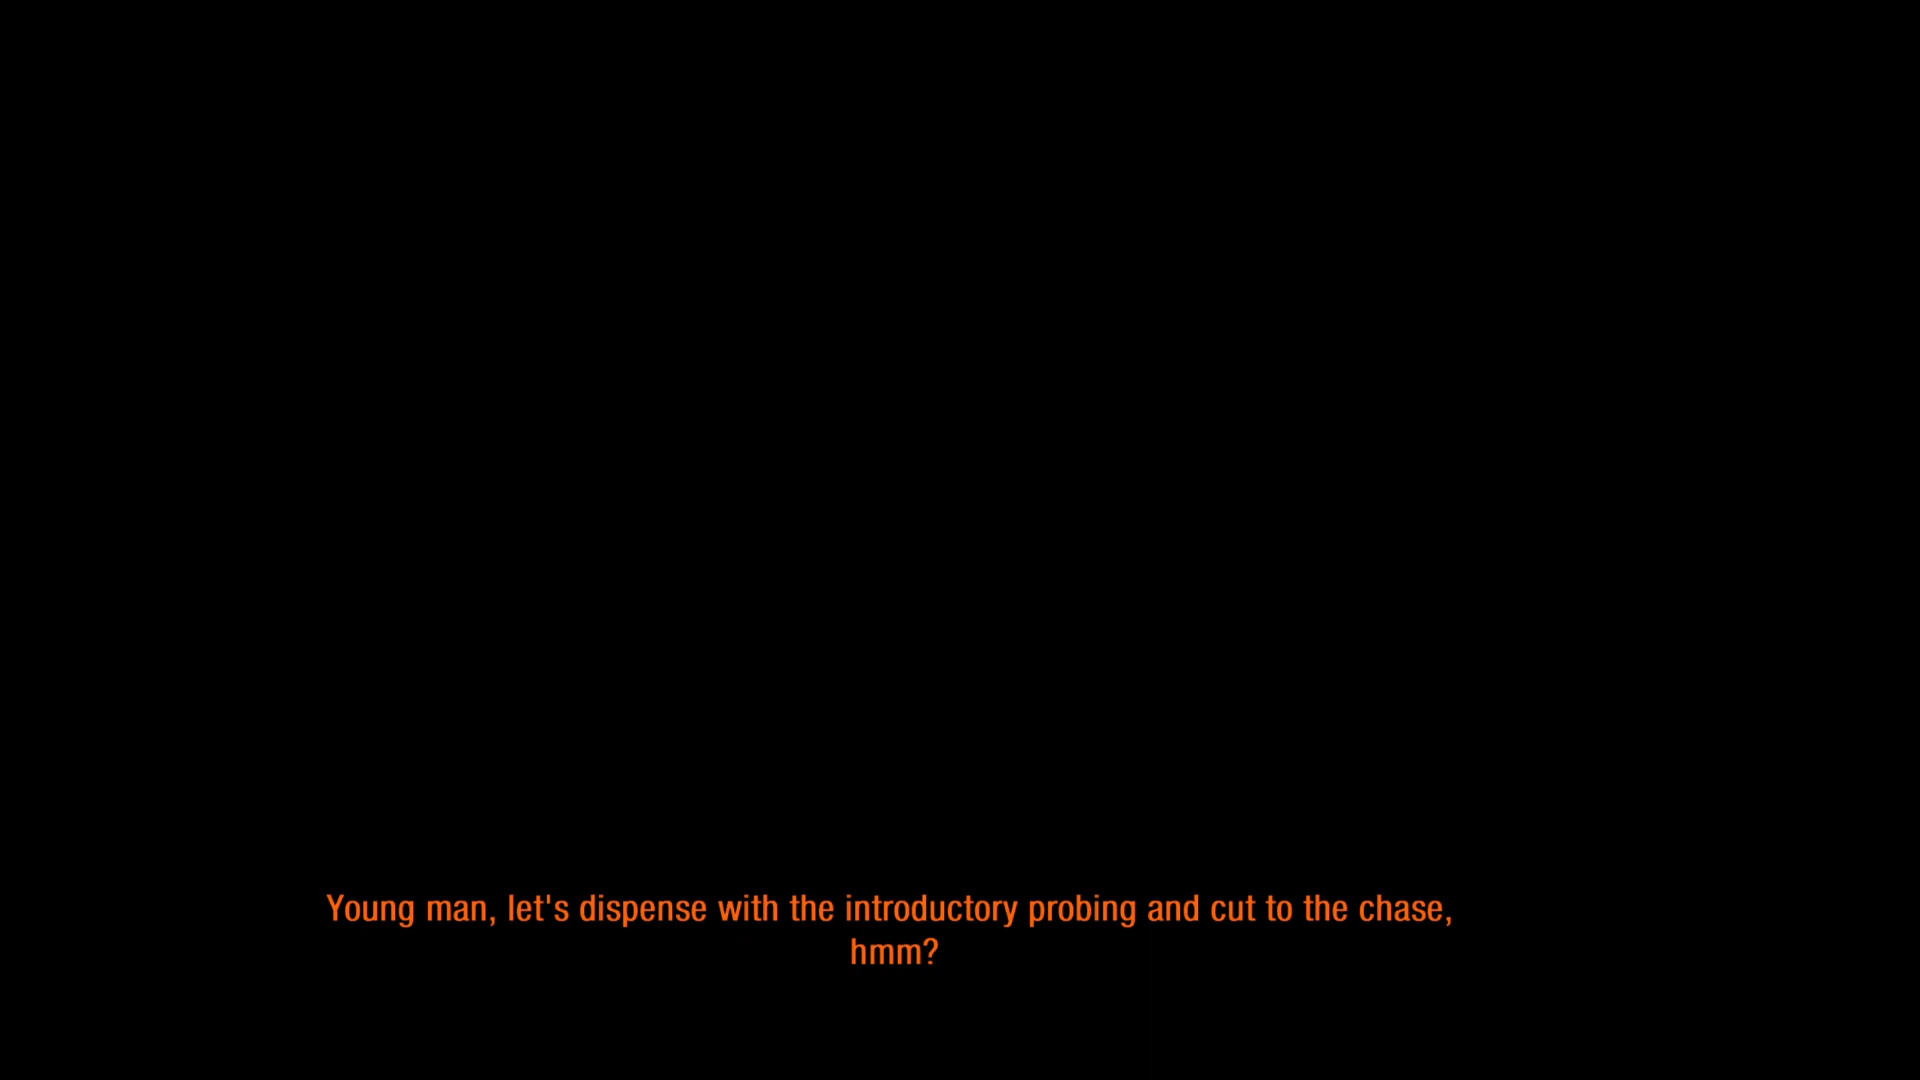 Young man, let's dispense with the introductory probing and cut to the chase,
hmm?